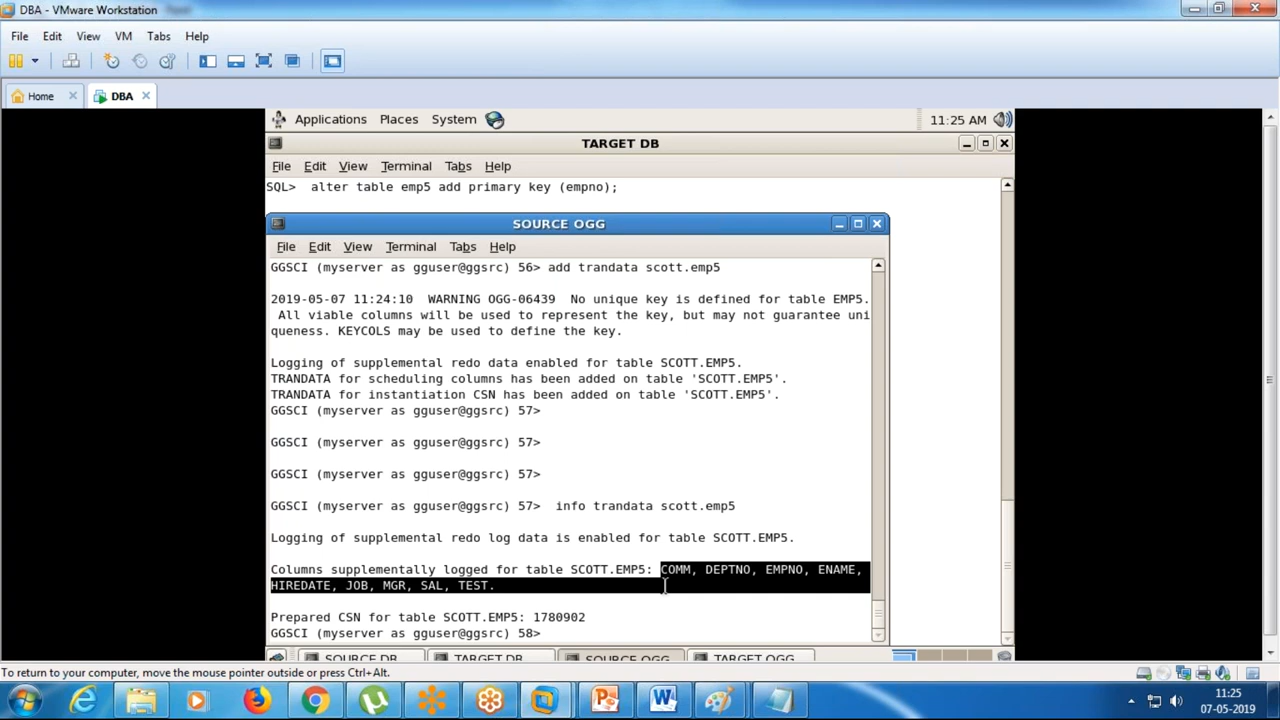 DBA - VMware Workstation
File Edit View VM Tabs Help
Home DBA
Applications Places System 11:25 AM
TARGET DB
File Edit View Terminal Tabs Help
SQL>  alter table emp5 add primary key (empno);
SOURCE OGG
File Edit View Terminal Tabs Help
GGSCI (myserver as gguser@ggsrc) 56> add trandata scott.emp5
2019-05-07 11:24:10  WARNING OGG-06439  No unique key is defined for table EMP5.
All viable columns will be used to represent the key, but may not guarantee uni
queness. KEYCOLS may be used to define the key.
Logging of supplemental redo data enabled for table SCOTT.EMP5.
TRANDATA for scheduling columns has been added on table 'SCOTT.EMP5'.
TRANDATA for instantiation CSN has been added on table 'SCOTT.EMP5'.
GGSCI (myserver as gguser@ggsrc) 57>
GGSCI (myserver as gguser@ggsrc) 57>
GGSCI (myserver as gguser@ggsrc) 57>
GGSCI (myserver as gguser@ggsrc) 57>  info trandata scott.emp5
Logging of supplemental redo log data is enabled for table SCOTT.EMP5.
Columns supplementally logged for table SCOTT.EMP5: COMM, DEPTNO, EMPNO, ENAME,
HIREDATE, JOB, MGR, SAL, TEST.
Prepared CSN for table SCOTT.EMP5: 1780902
GGSCI (myserver as gguser@ggsrc) 58>
SOURCE DB TARGET DB SOURCE OGG TARGET OGG
To return to your computer, move the mouse pointer outside or press Ctrl+Alt.
11:25
07-05-2019